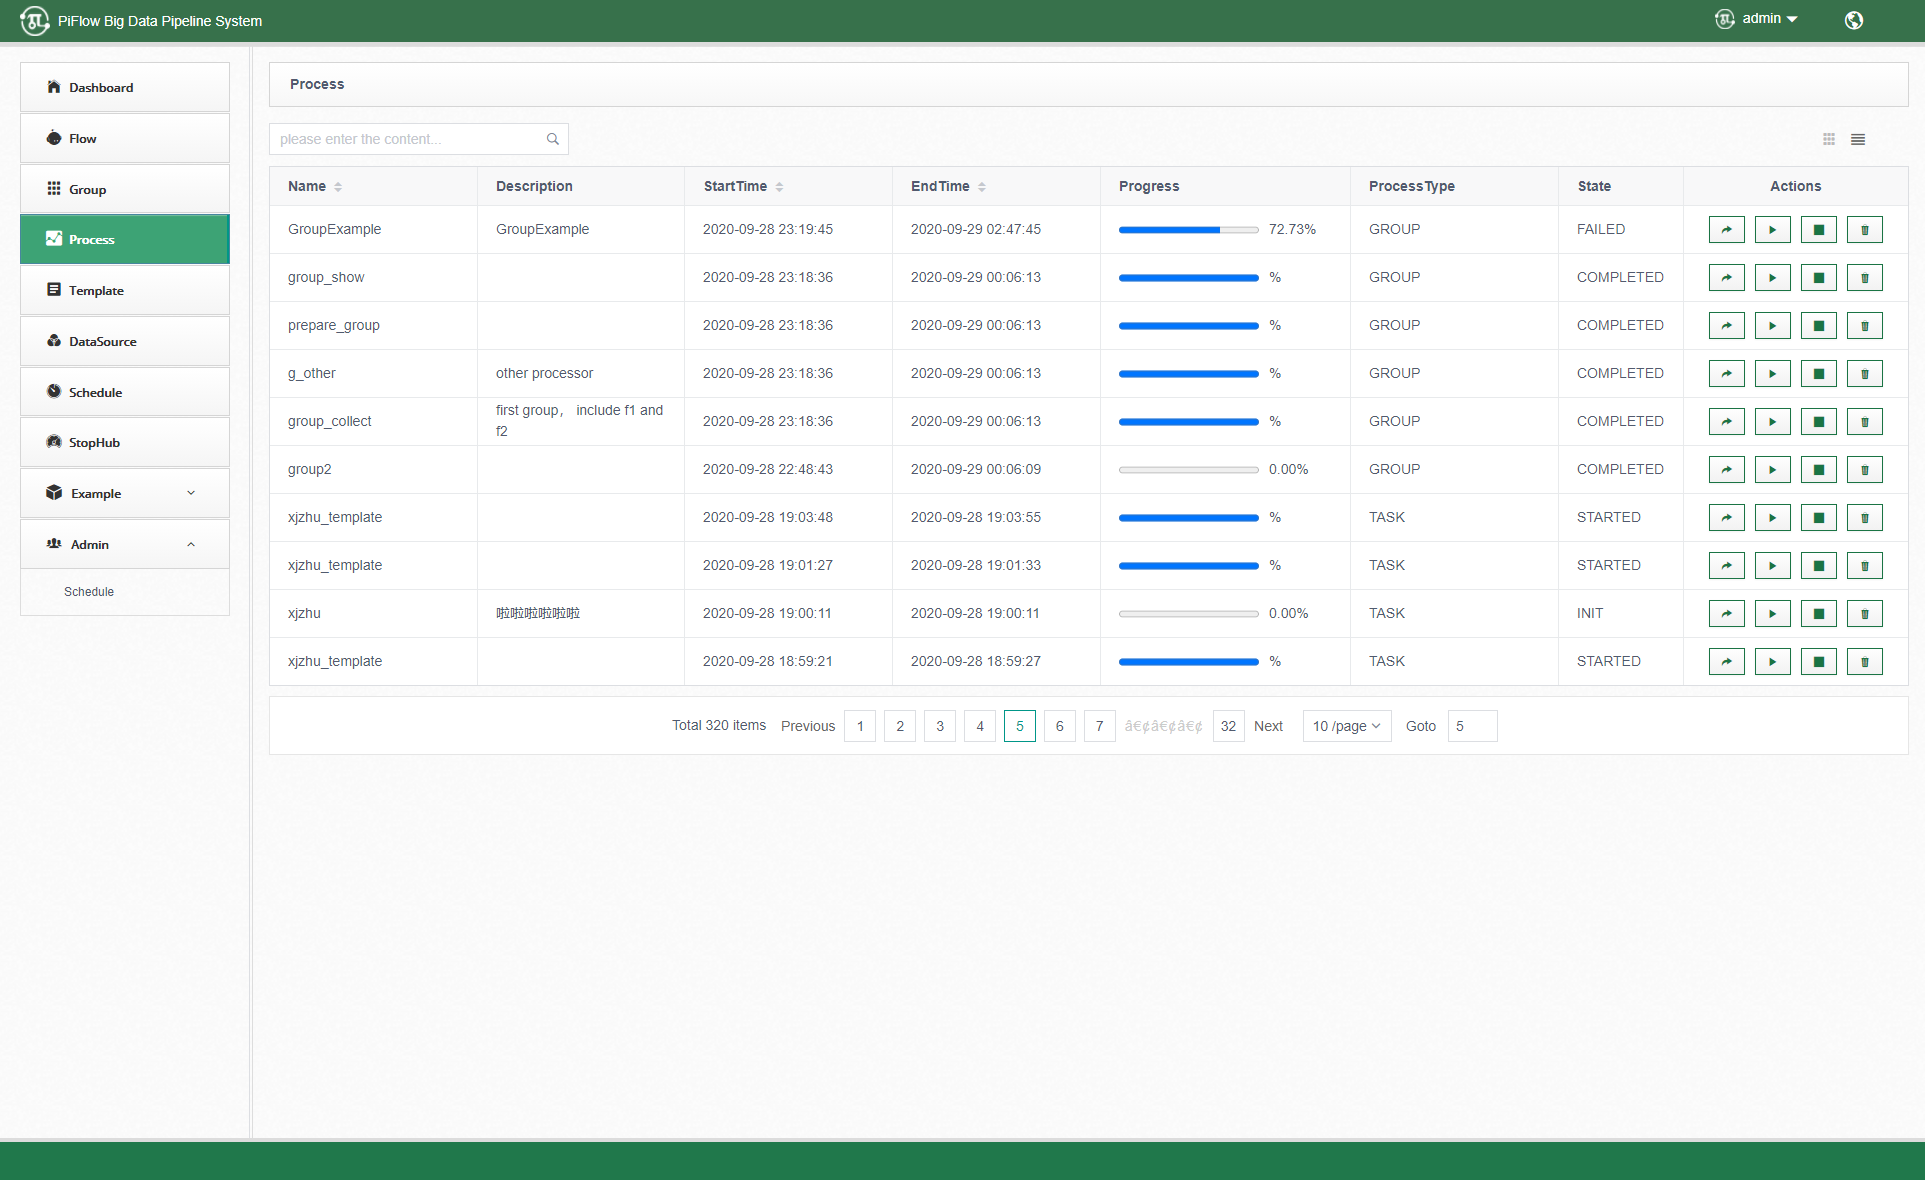 PiFlow Big Data Pipeline System
admin
Dashboard
Flow
Group
Process
Template
DataSource
Schedule
StopHub
Example
Admin
Schedule
Process
please enter the content...
Name Description StartTime EndTime Progress ProcessType State Actions
GroupExample GroupExample 2020-09-28 23:19:45 2020-09-29 02:47:45 72.73% GROUP FAILED
group_show 2020-09-28 23:18:36 2020-09-29 00:06:13 % GROUP COMPLETED
prepare_group 2020-09-28 23:18:36 2020-09-29 00:06:13 % GROUP COMPLETED
g_other other processor 2020-09-28 23:18:36 2020-09-29 00:06:13 % GROUP COMPLETED
group_collect first group， include f1 and f2 2020-09-28 23:18:36 2020-09-29 00:06:13 % GROUP COMPLETED
group2 2020-09-28 22:48:43 2020-09-29 00:06:09 0.00% GROUP COMPLETED
xjzhu_template 2020-09-28 19:03:48 2020-09-28 19:03:55 % TASK STARTED
xjzhu_template 2020-09-28 19:01:27 2020-09-28 19:01:33 % TASK STARTED
xjzhu 啦啦啦啦啦啦 2020-09-28 19:00:11 2020-09-28 19:00:11 0.00% TASK INIT
xjzhu_template 2020-09-28 18:59:21 2020-09-28 18:59:27 % TASK STARTED
Total 320 items Previous 1 2 3 4 5 6 7 â€¢â€¢â€¢ 32 Next 10 /page Goto 5